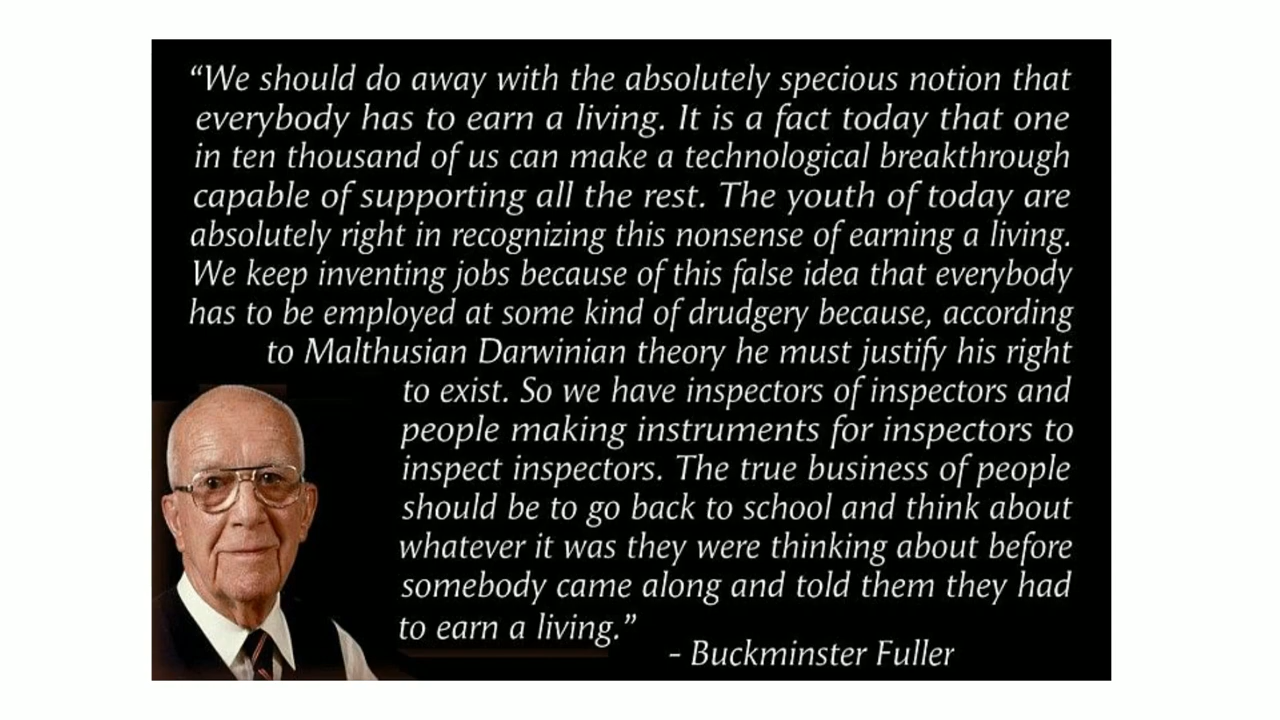 “We should do away with the absolutely specious notion that
everybody has to earn a living. It is a fact today that one
in ten thousand of us can make a technological breakthrough
capable of supporting all the rest. The youth of today are
absolutely right in recognizing this nonsense of earning a living.
We keep inventing jobs because of this false idea that everybody
has to be employed at some kind of drudgery because, according
to Malthusian Darwinian theory he must justify his right
to exist. So we have inspectors of inspectors and
people making instruments for inspectors to
inspect inspectors. The true business of people
should be to go back to school and think about
whatever it was they were thinking about before
somebody came along and told them they had
to earn a living.”
– Buckminster Fuller